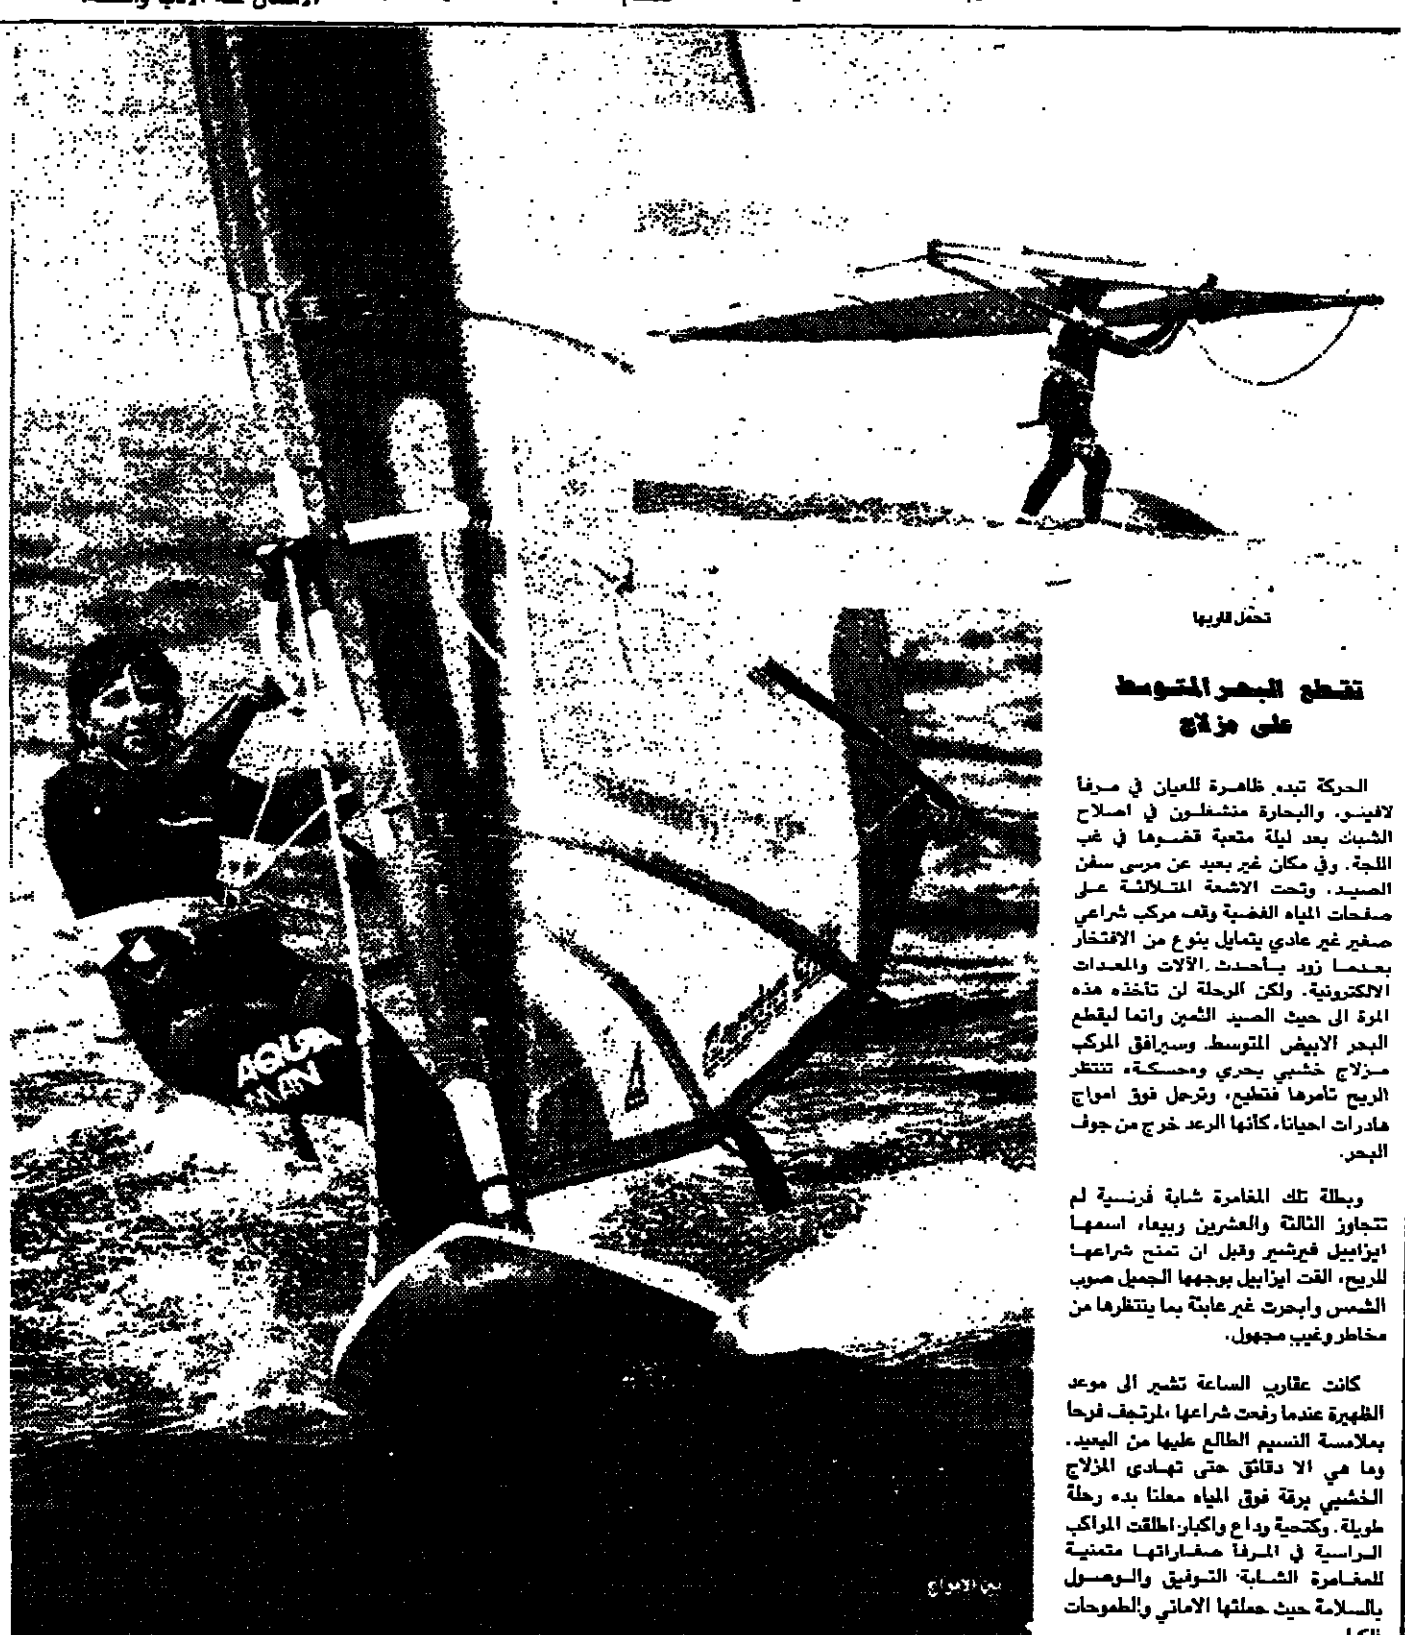 تحمل قاربها
تقطع البحر المتوسط
على مزلاج
الحركة تبدو ظاهرة للعيان في مرفأ
لافينو، والبحارة منشغلون في اصلاح
الشباك بعد ليلة متعبة قضوها في غب
اللجة. وفي مكان غير بعيد عن مرسى سفن
الصيد، وتحت الاشعة المتلالئة على
صفحات المياه الفضية وقف مركب شراعي
صغير غير عادي يتمايل بنوع من الافتخار
بعدما زود بأحدث الآلات والمعدات
الالكترونية. ولكن الرحلة لن تأخذه هذه
المرة الى حيث الصيد الثمين وانما ليقطع
البحر الابيض المتوسط. وسيرافق المركب
مزلاج خشبي بحري و«حسكة» تنتظر
الريح تأمرها فتطيع، وترحل فوق امواج
هادرات احيانا، كأنها الرعد خرج من جوف
البحر.
وبطلة تلك المغامرة شابة فرنسية لم
تتجاوز الثالثة والعشرين ربيعا، اسمها
ايزابيل فيرشير وقبل ان تمنح شراعها
للريح، القت ايزابيل بوجهها الجميل صوب
الشمس وابحرت غير عابئة بما ينتظرها من
مخاطر وغيب مجهول.
كانت عقارب الساعة تشير الى موعد
الظهيرة عندما رفعت شراعها المرتجف فرحا
بملامسة النسيم الطالع عليها من البعيد.
وما هي الا دقائق حتى تهادى المزلاج
الخشبي برقة فوق المياه معلنا بدء رحلة
طويلة. وكتحية وداع واكبار اطلقت المراكب
الراسية في المرفأ صفاراتها متمنية
للمغامرة الشابة التوفيق والوصول
بالسلامة حيث حملتها الاماني والطموحات
AQUA
MAN
بين الامواج